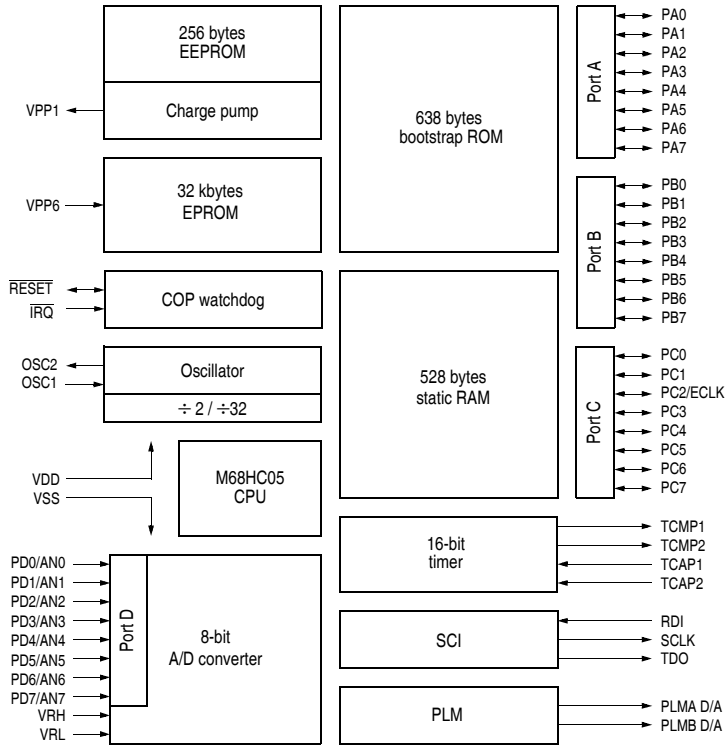 256 bytes
EEPROM
Charge pump
VPP1
32 kbytes
EPROM
VPP6
RESET
IRQ
COP watchdog
OSC2
OSC1
Oscillator
÷ 2 / ÷32
VDD
VSS
M68HC05
CPU
PD0/AN0
PD1/AN1
PD2/AN2
PD3/AN3
PD4/AN4
PD5/AN5
PD6/AN6
PD7/AN7
VRH
VRL
Port D
8-bit
A/D converter
638 bytes
bootstrap ROM
528 bytes
static RAM
16-bit
timer
SCI
PLM
Port A
PA0
PA1
PA2
PA3
PA4
PA5
PA6
PA7
Port B
PB0
PB1
PB2
PB3
PB4
PB5
PB6
PB7
Port C
PC0
PC1
PC2/ECLK
PC3
PC4
PC5
PC6
PC7
TCMP1
TCMP2
TCAP1
TCAP2
RDI
SCLK
TDO
PLMA D/A
PLMB D/A